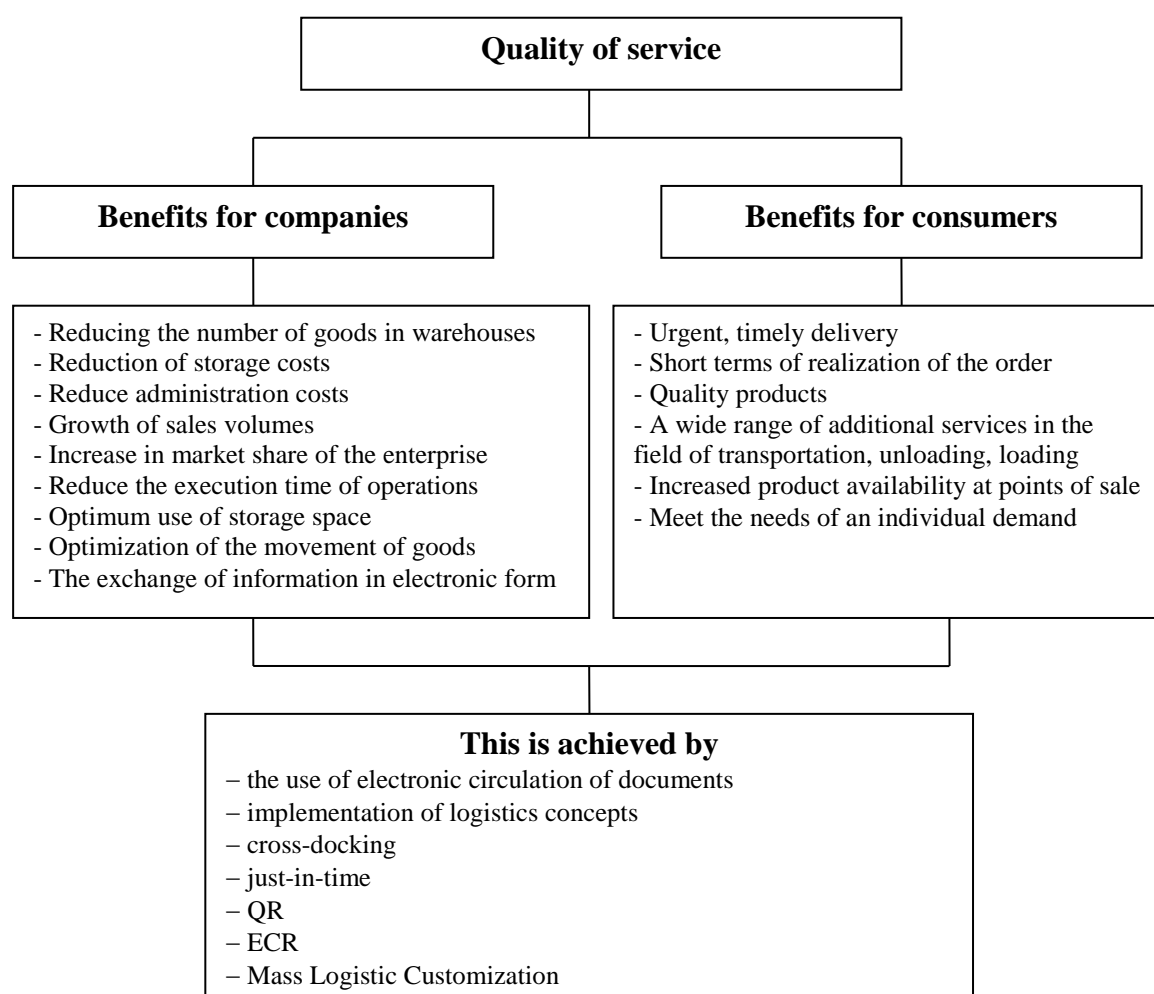 Quality of service
Benefits for companies
Benefits for consumers
- Reducing the number of goods in warehouses
- Reduction of storage costs
- Reduce administration costs
- Growth of sales volumes
- Increase in market share of the enterprise
- Reduce the execution time of operations
- Optimum use of storage space
- Optimization of the movement of goods
- The exchange of information in electronic form
- Urgent, timely delivery
- Short terms of realization of the order
- Quality products
- A wide range of additional services in the
field of transportation, unloading, loading
- Increased product availability at points of sale
- Meet the needs of an individual demand
This is achieved by
– the use of electronic circulation of documents
– implementation of logistics concepts
– cross-docking
– just-in-time
– QR
– ECR
– Mass Logistic Customization